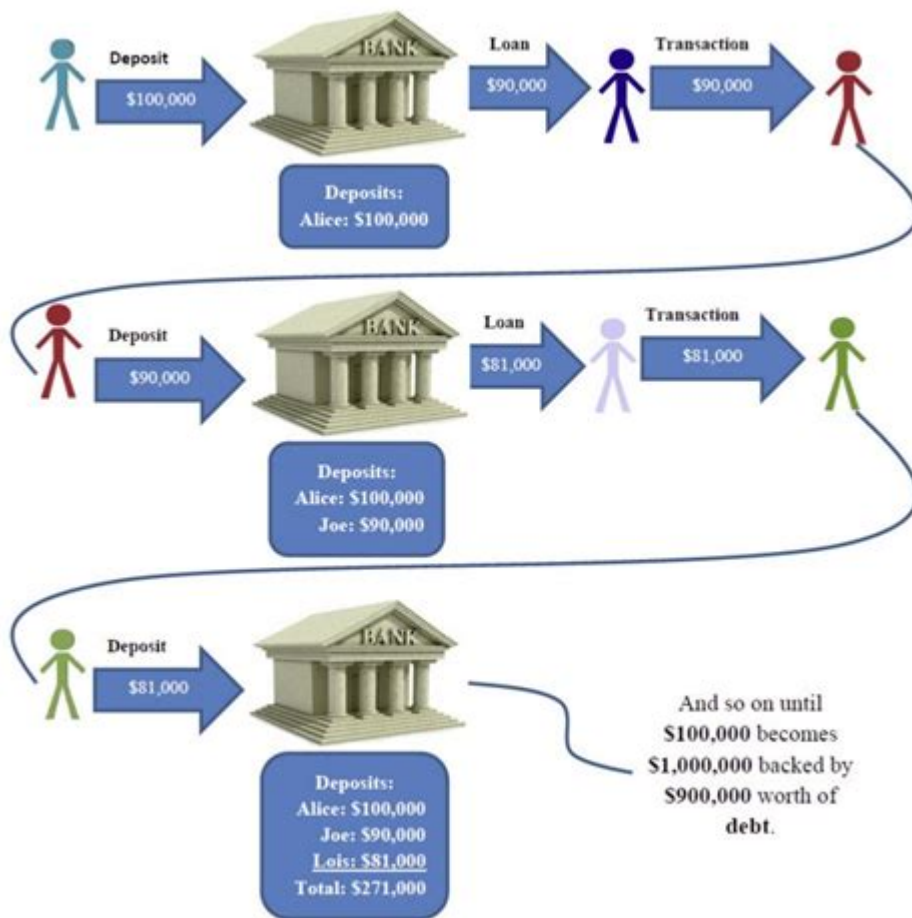 Deposit
$100,000
BANK
Loan
$90,000
Transaction
$90,000
Deposits:
Alice: $100,000
Deposit
$90,000
BANK
Loan
$81,000
Transaction
$81,000
Deposits:
Alice: $100,000
Joe: $90,000
Deposit
$81,000
BANK
Deposits:
Alice: $100,000
Joe: $90,000
Lois: $81,000
Total: $271,000
And so on until
$100,000 becomes
$1,000,000 backed by
$900,000 worth of
debt.